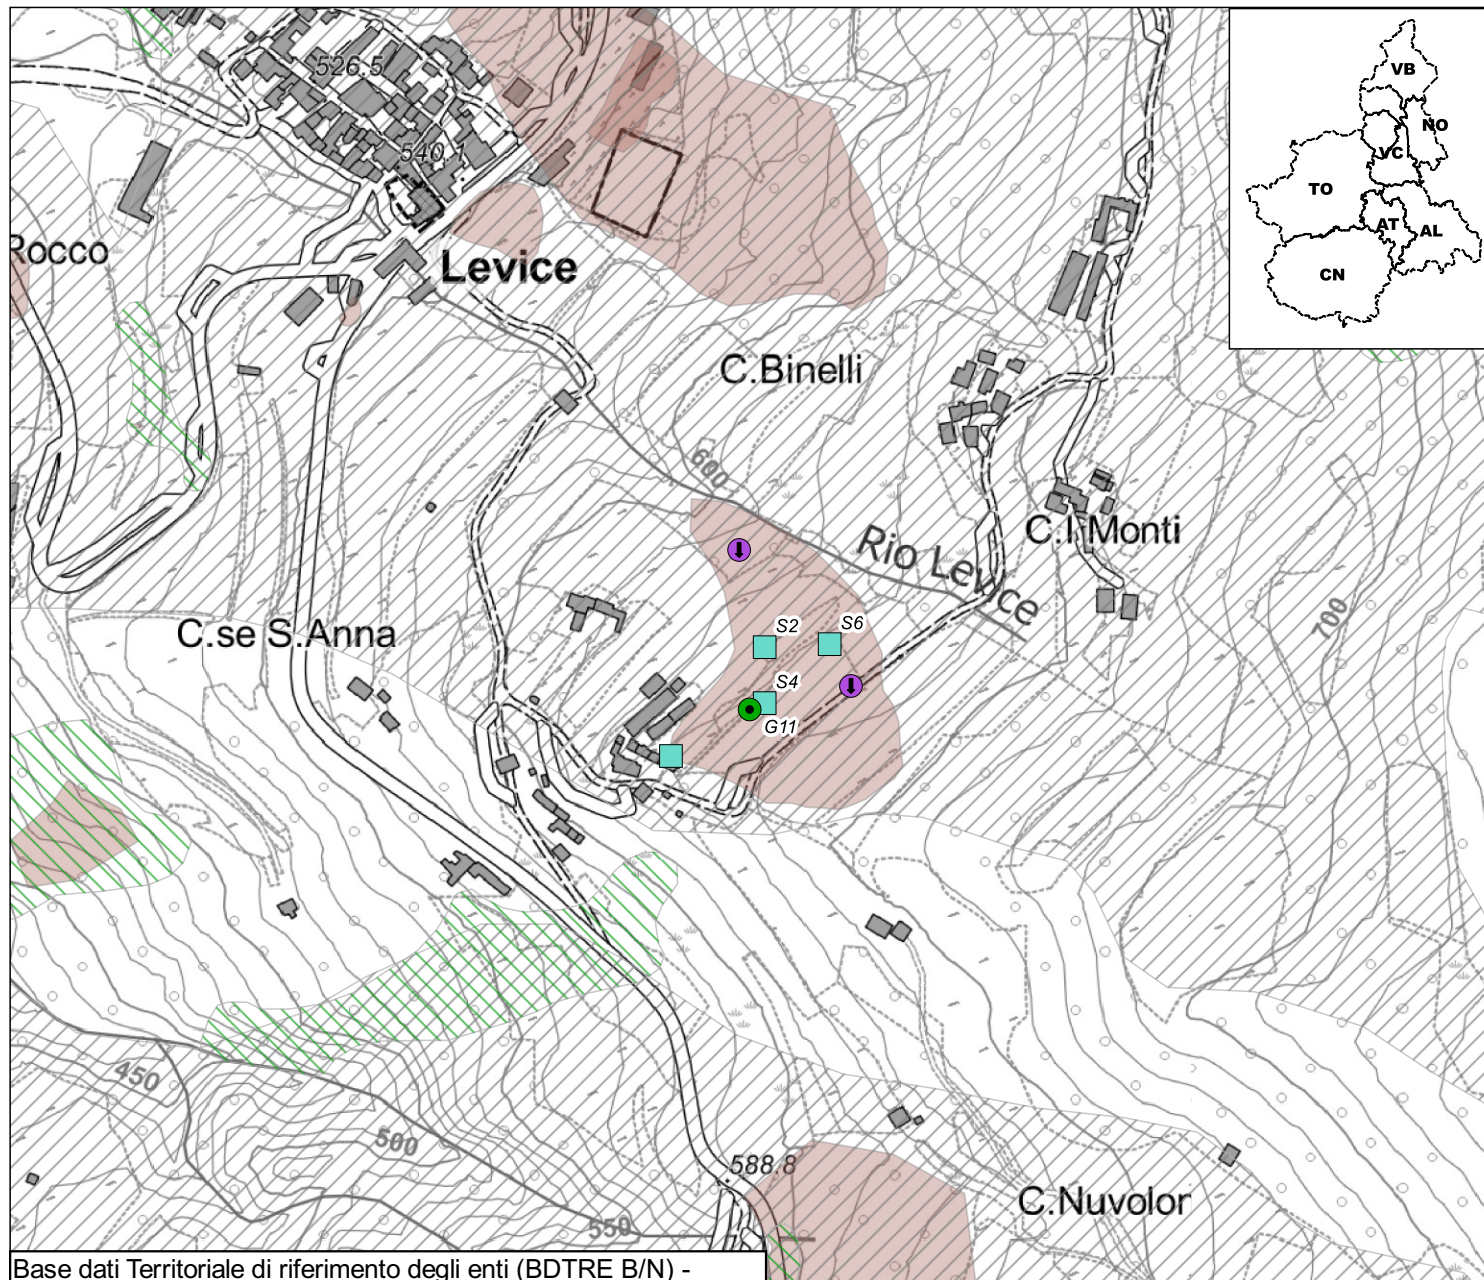 526.5
540.1
Rocco
Levice
VB
NO
VC
TO
AT
AL
CN
C.Binelli
600
C.I Monti
Rio Levice
S2
S6
700
C.se S.Anna
S4
G11
450
500
588.8
C.Nuvolor
550
Base dati Territoriale di riferimento degli enti (BDTRE B/N) -